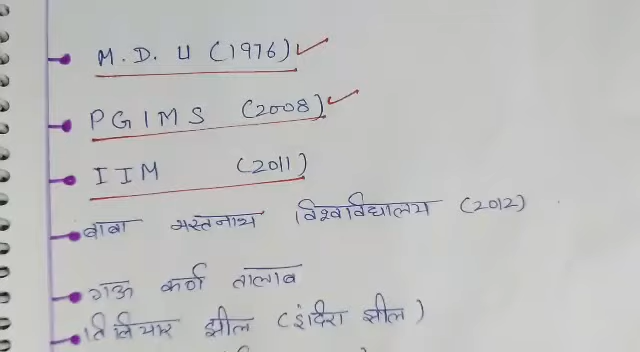 M. D. U (1976)
PGIMS (2008)
IIM (2011)
बाबा मस्तनाथ विश्वविद्यालय (2012)
गऊ कर्ण तालाब
तिलियार झील (इंदिरा झील)